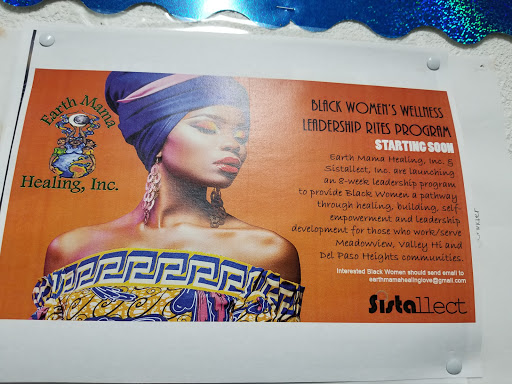 Earth Mama
Healing, Inc.
BLACK WOMEN'S WELLNESS
LEADERSHIP RITES PROGRAM
STARTING SOON
Earth Mama Healing, Inc. &
Sistallect, Inc. are launching
an 8-week leadership program
to provide Black Women a pathway
through healing, building, self-
empowerment and leadership
development for those who work/serve
Meadowview, Valley Hi and
Del Paso Heights communities.
Interested Black Women should send email to
earthmamahealinglove@gmail.com
Sistallect